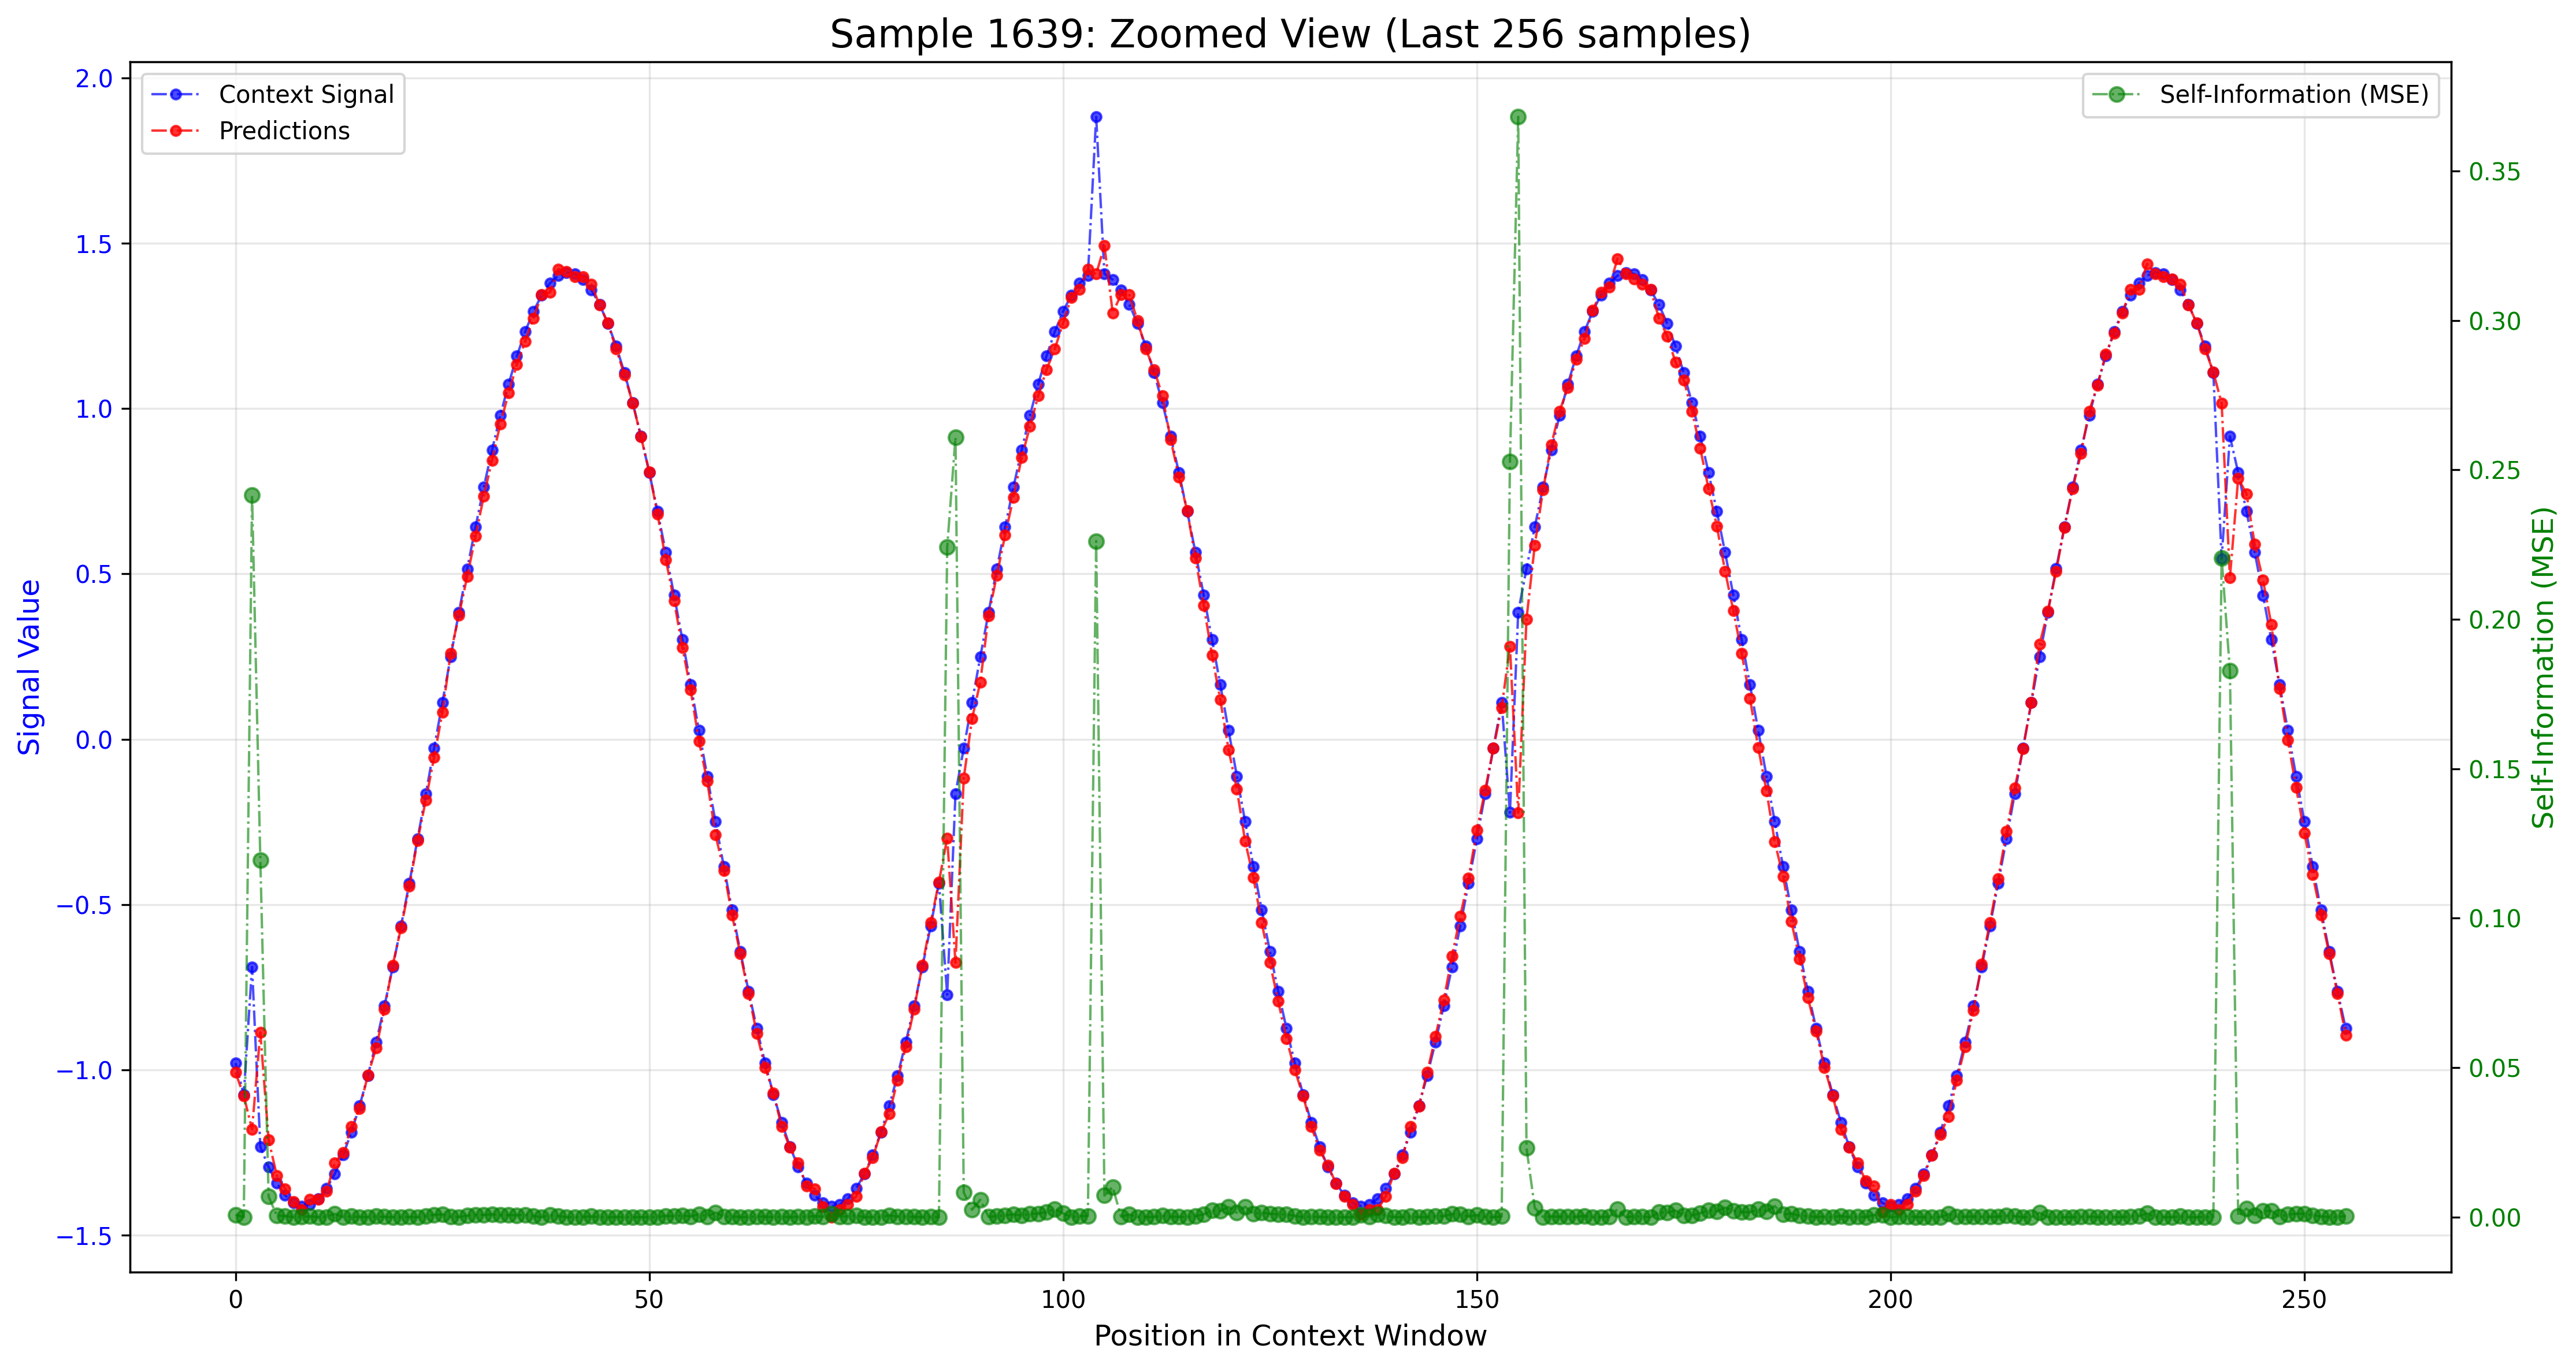 Sample 1639: Zoomed View (Last 256 samples)
Context Signal
Predictions
Self-Information (MSE)
2.0
1.5
1.0
0.5
0.0
−0.5
−1.0
−1.5
Signal Value
0.35
0.30
0.25
0.20
0.15
0.10
0.05
0.00
Self-Information (MSE)
0 50 100 150 200 250
Position in Context Window